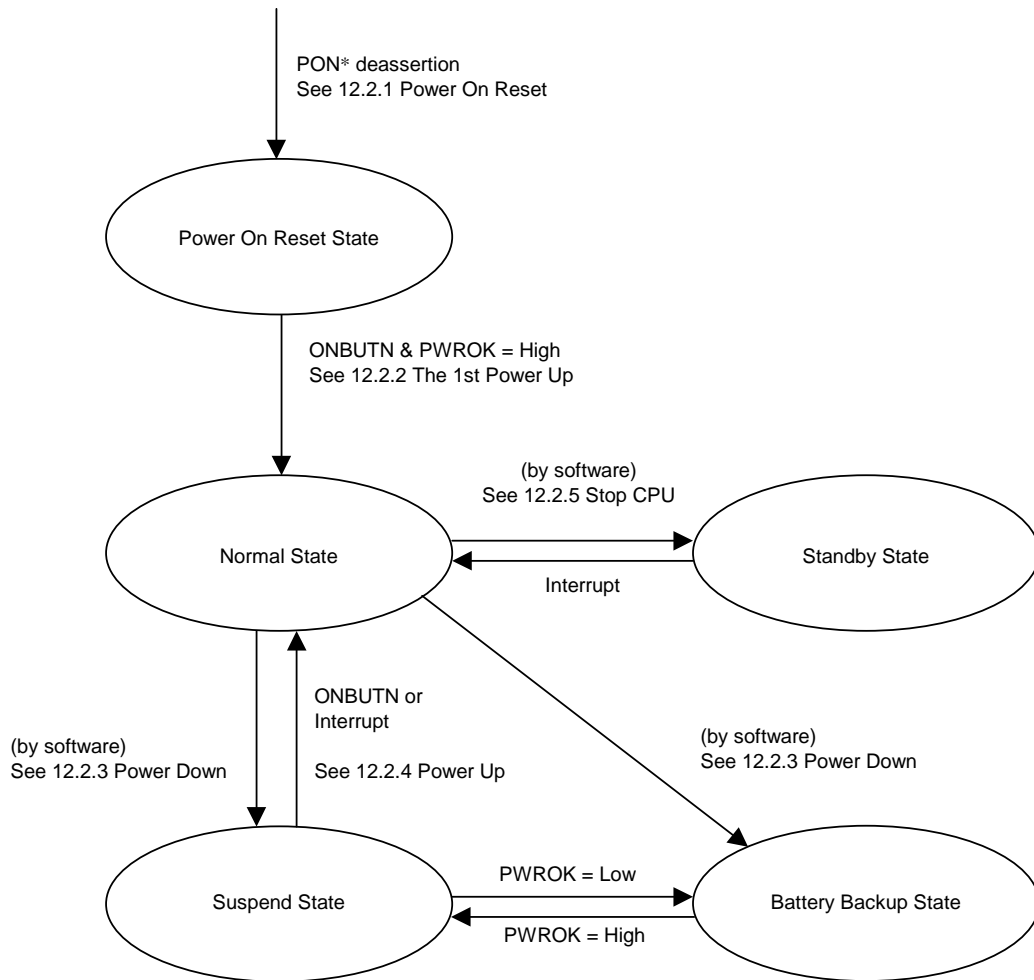 PON* deassertion
See 12.2.1 Power On Reset
Power On Reset State
ONBUTN & PWROK = High
See 12.2.2 The 1st Power Up
(by software)
See 12.2.5 Stop CPU
Normal State
Standby State
Interrupt
ONBUTN or
Interrupt
(by software)
See 12.2.3 Power Down
See 12.2.4 Power Up
(by software)
See 12.2.3 Power Down
PWROK = Low
Suspend State
Battery Backup State
PWROK = High